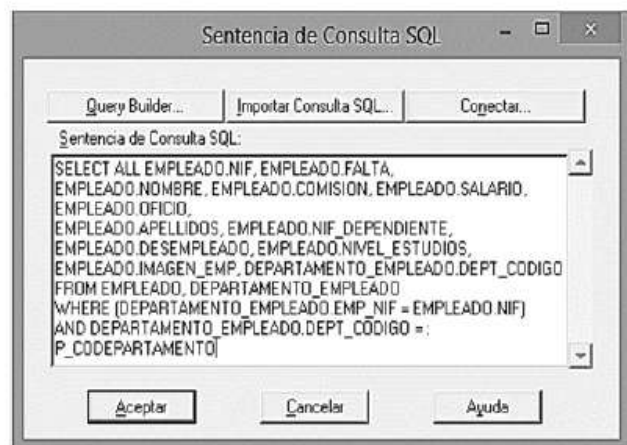 Sentencia de Consulta SQL
Query Builder... Importar Consulta SQL... Conectar...
Sentencia de Consulta SQL:
SELECT ALL EMPLEADO.NIF, EMPLEADO.FALTA,
EMPLEADO.NOMBRE, EMPLEADO.COMISION, EMPLEADO.SALARIO,
EMPLEADO.OFICIO,
EMPLEADO.APELLIDOS, EMPLEADO.NIF_DEPENDIENTE,
EMPLEADO.DESEMPLEADO, EMPLEADO.NIVEL_ESTUDIOS,
EMPLEADO.IMAGEN_EMP, DEPARTAMENTO_EMPLEADO.DEPT_CODIGO
FROM EMPLEADO, DEPARTAMENTO_EMPLEADO
WHERE (DEPARTAMENTO_EMPLEADO.EMP_NIF = EMPLEADO.NIF)
AND DEPARTAMENTO_EMPLEADO.DEPT_CODIGO =:
P_CODEPARTAMENTO
Aceptar Cancelar Ayuda